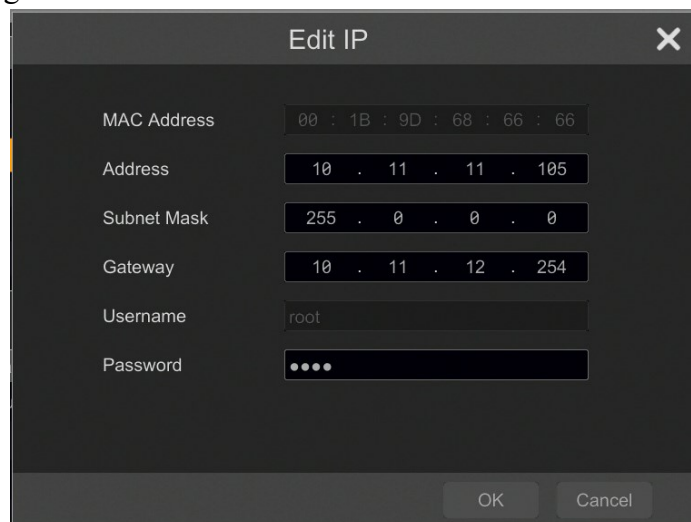 Edit IP
MAC Address 00 : 1B : 9D : 68 : 66 : 66
Address 10 . 11 . 11 . 105
Subnet Mask 255 . 0 . 0 . 0
Gateway 10 . 11 . 12 . 254
Username root
Password ••••
OK Cancel